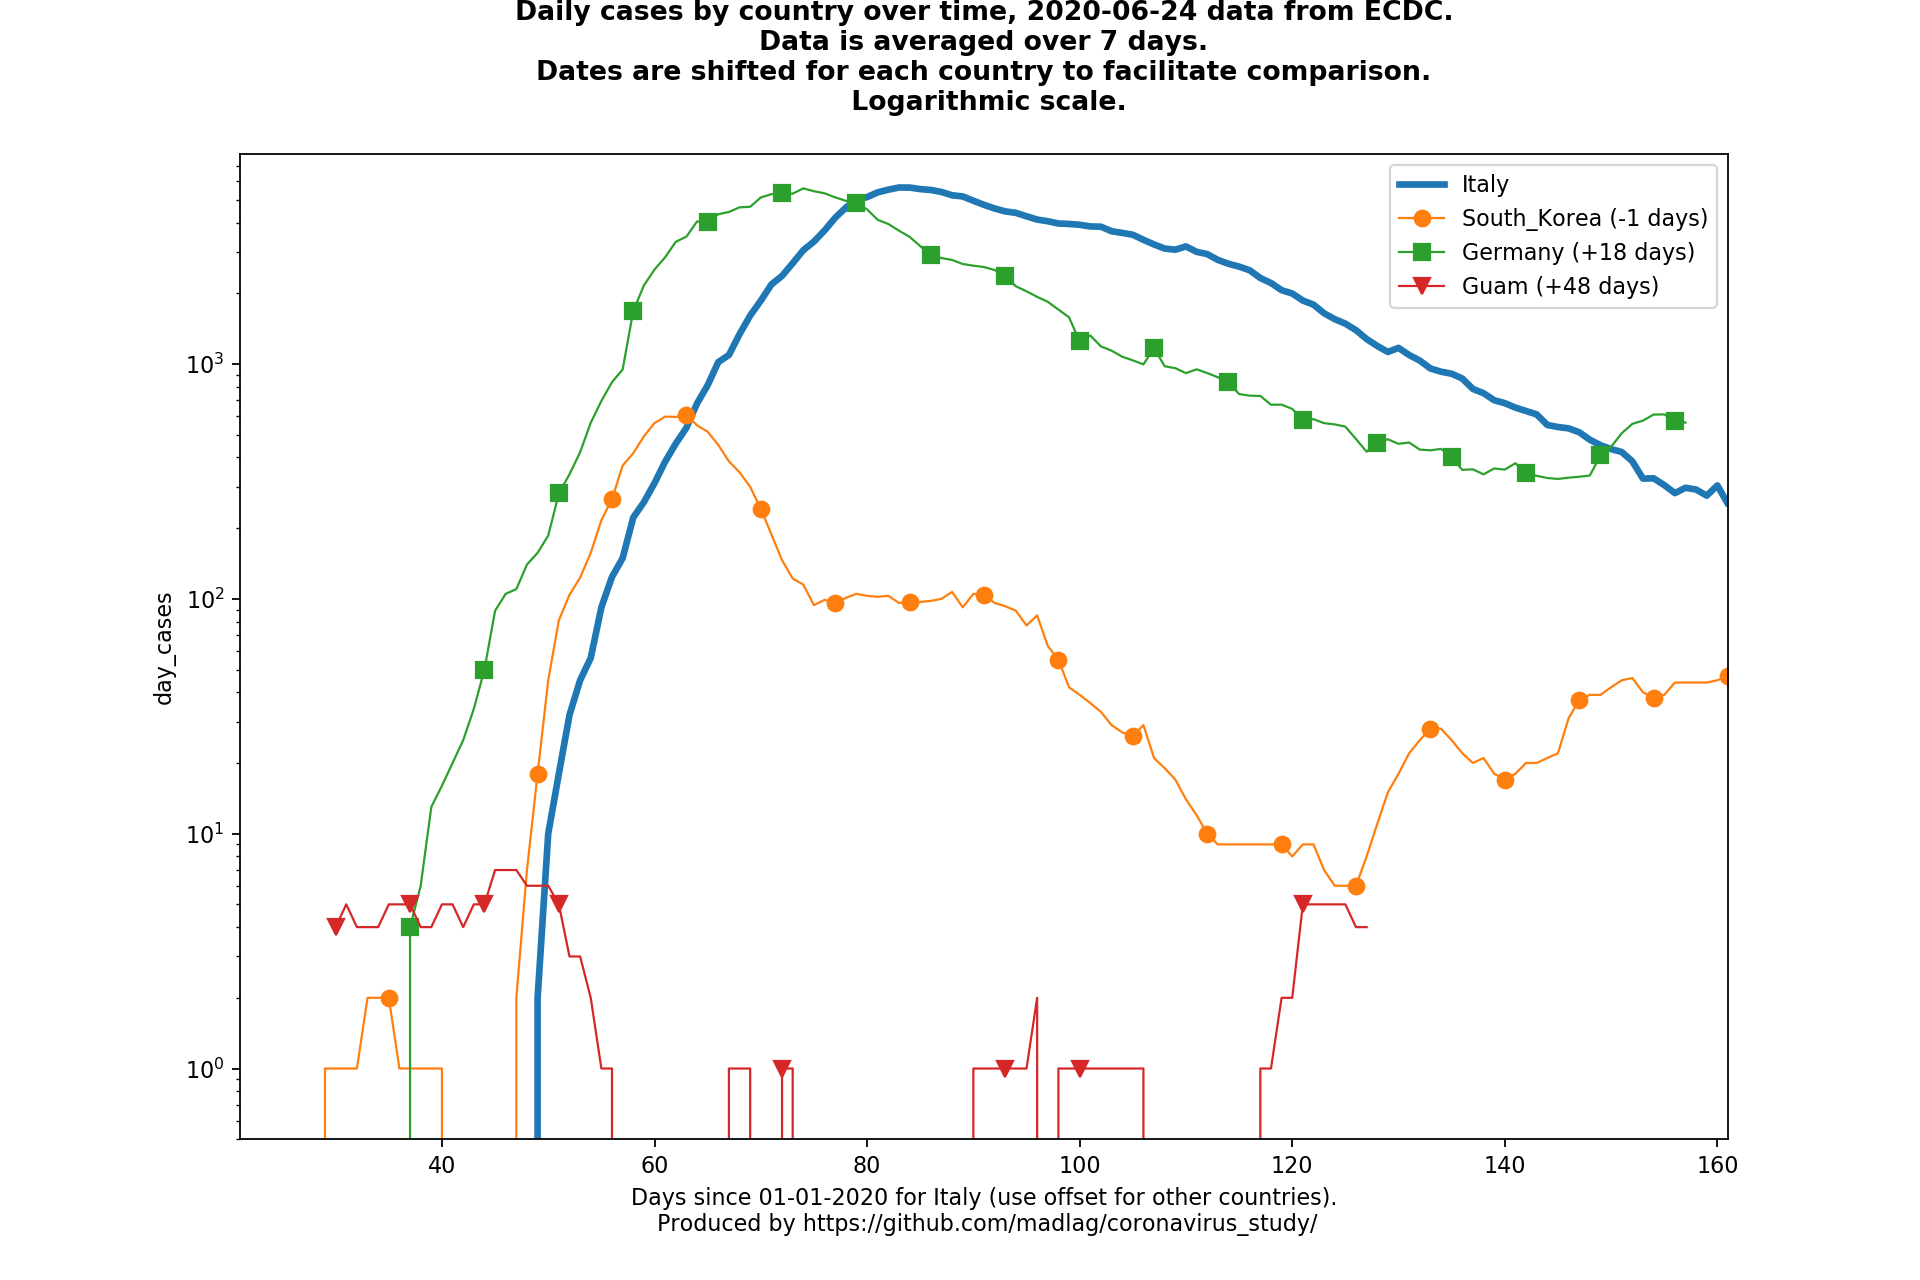 Daily cases by country over time, 2020-06-24 data from ECDC.
Data is averaged over 7 days.
Dates are shifted for each country to facilitate comparison.
Logarithmic scale.
Italy
South_Korea (-1 days)
Germany (+18 days)
Guam (+48 days)
day_cases
10³
10²
10¹
10⁰
40 60 80 100 120 140 160
Days since 01-01-2020 for Italy (use offset for other countries).
Produced by https://github.com/madlag/coronavirus_study/